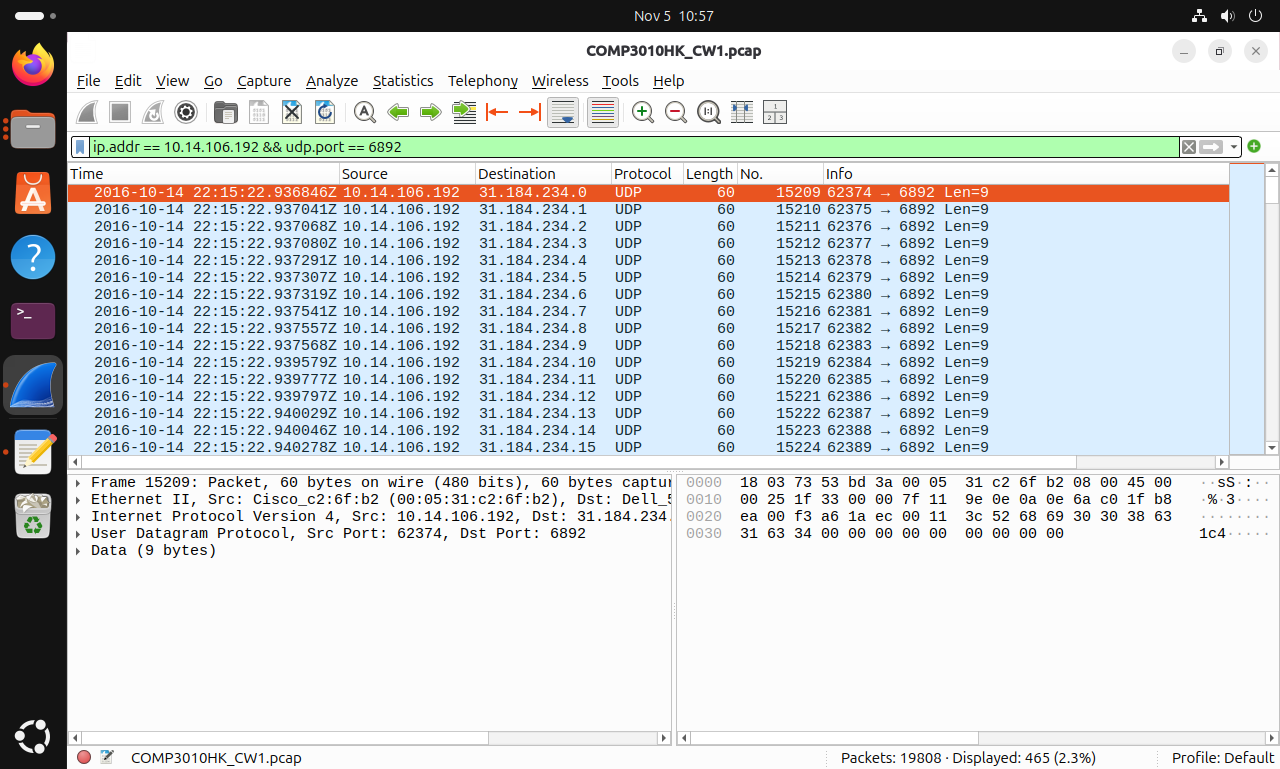 Nov 5 10:57
COMP3010HK_CW1.pcap
File Edit View Go Capture Analyze Statistics Telephony Wireless Tools Help
ip.addr == 10.14.106.192 && udp.port == 6892
Time Source Destination Protocol Length No. Info
2016-10-14 22:15:22.936846Z 10.14.106.192 31.184.234.0 UDP 60 15209 62374 → 6892 Len=9
2016-10-14 22:15:22.937041Z 10.14.106.192 31.184.234.1 UDP 60 15210 62375 → 6892 Len=9
2016-10-14 22:15:22.937068Z 10.14.106.192 31.184.234.2 UDP 60 15211 62376 → 6892 Len=9
2016-10-14 22:15:22.937080Z 10.14.106.192 31.184.234.3 UDP 60 15212 62377 → 6892 Len=9
2016-10-14 22:15:22.937291Z 10.14.106.192 31.184.234.4 UDP 60 15213 62378 → 6892 Len=9
2016-10-14 22:15:22.937307Z 10.14.106.192 31.184.234.5 UDP 60 15214 62379 → 6892 Len=9
2016-10-14 22:15:22.937319Z 10.14.106.192 31.184.234.6 UDP 60 15215 62380 → 6892 Len=9
2016-10-14 22:15:22.937541Z 10.14.106.192 31.184.234.7 UDP 60 15216 62381 → 6892 Len=9
2016-10-14 22:15:22.937557Z 10.14.106.192 31.184.234.8 UDP 60 15217 62382 → 6892 Len=9
2016-10-14 22:15:22.937568Z 10.14.106.192 31.184.234.9 UDP 60 15218 62383 → 6892 Len=9
2016-10-14 22:15:22.939579Z 10.14.106.192 31.184.234.10 UDP 60 15219 62384 → 6892 Len=9
2016-10-14 22:15:22.939777Z 10.14.106.192 31.184.234.11 UDP 60 15220 62385 → 6892 Len=9
2016-10-14 22:15:22.939797Z 10.14.106.192 31.184.234.12 UDP 60 15221 62386 → 6892 Len=9
2016-10-14 22:15:22.940029Z 10.14.106.192 31.184.234.13 UDP 60 15222 62387 → 6892 Len=9
2016-10-14 22:15:22.940046Z 10.14.106.192 31.184.234.14 UDP 60 15223 62388 → 6892 Len=9
2016-10-14 22:15:22.940278Z 10.14.106.192 31.184.234.15 UDP 60 15224 62389 → 6892 Len=9
Frame 15209: Packet, 60 bytes on wire (480 bits), 60 bytes captur
Ethernet II, Src: Cisco_c2:6f:b2 (00:05:31:c2:6f:b2), Dst: Dell_5
Internet Protocol Version 4, Src: 10.14.106.192, Dst: 31.184.234.
User Datagram Protocol, Src Port: 62374, Dst Port: 6892
Data (9 bytes)
0000 18 03 73 53 bd 3a 00 05 31 c2 6f b2 08 00 45 00 ··sS·:··
0010 00 25 1f 33 00 00 7f 11 9e 0e 0a 0e 6a c0 1f b8 ·%·3····
0020 ea 00 f3 a6 1a ec 00 11 3c 52 68 69 30 30 38 63 ········
0030 31 63 34 00 00 00 00 00 00 00 00 00 1c4·····
COMP3010HK_CW1.pcap
Packets: 19808 · Displayed: 465 (2.3%)
Profile: Default